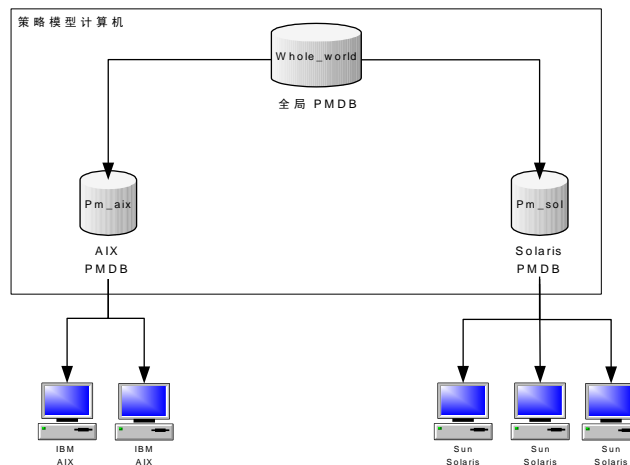 策略模型计算机
Whole_world
全局 PMDB
Pm_aix
Pm_sol
AIX
PMDB
Solaris
PMDB
IBM
AIX
IBM
AIX
Sun
Solaris
Sun
Solaris
Sun
Solaris